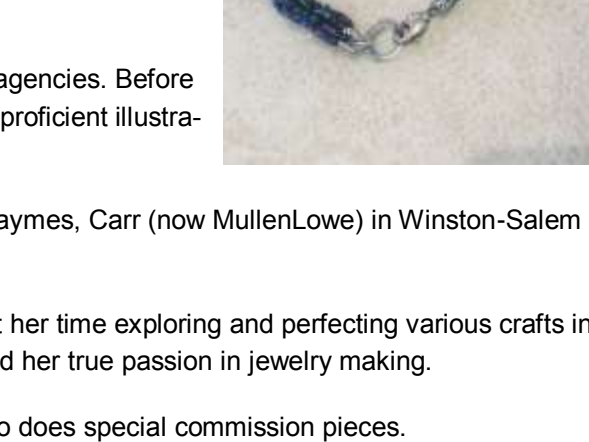 agencies. Before
proficient illustra-
aymes, Carr (now MullenLowe) in Winston-Salem
her time exploring and perfecting various crafts in
d her true passion in jewelry making.
o does special commission pieces.